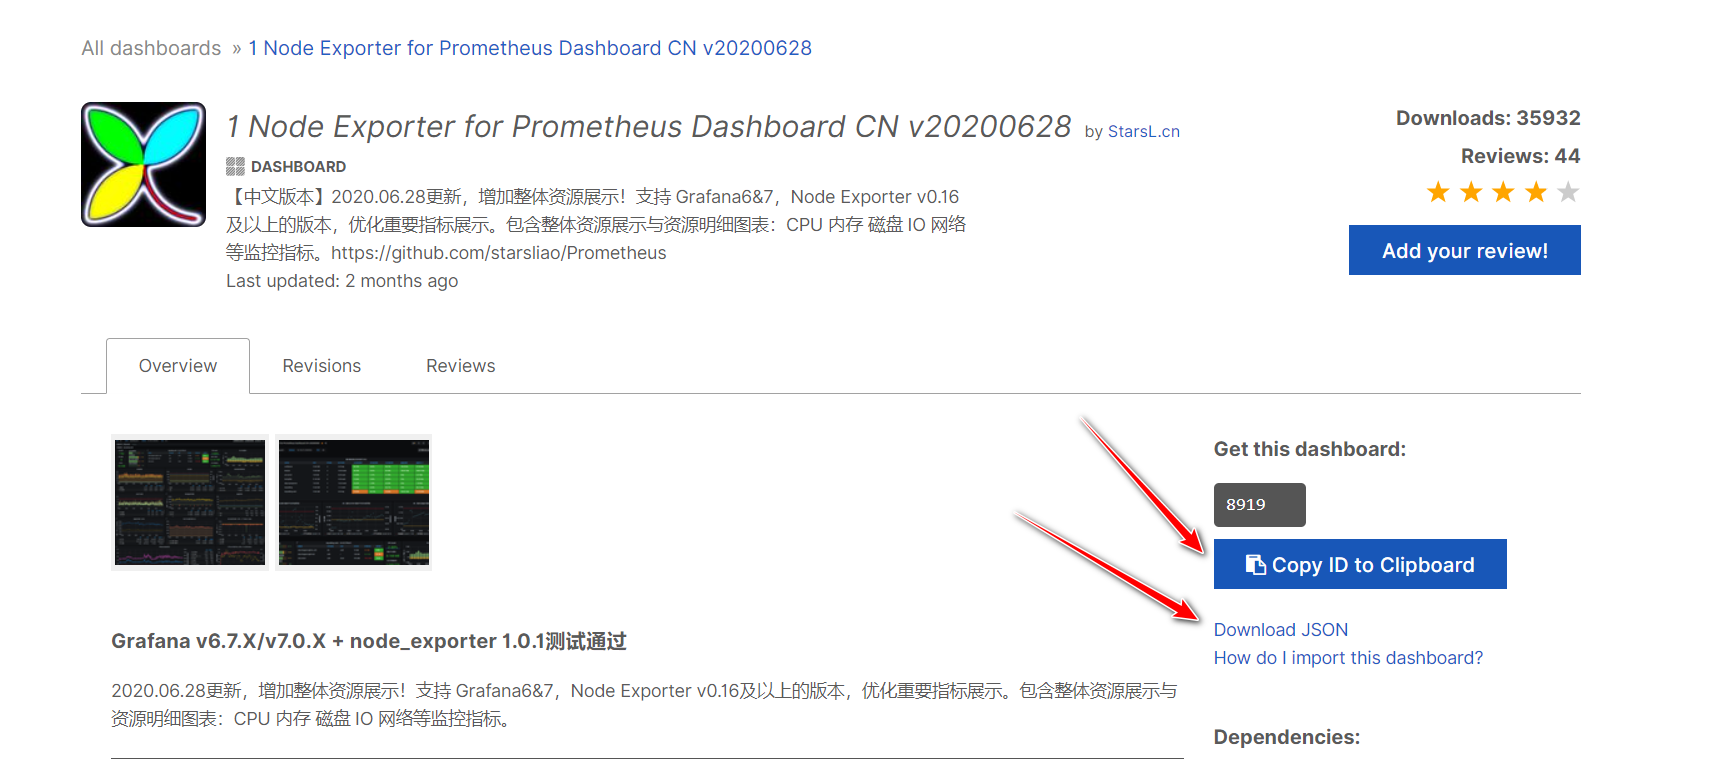 All dashboards » 1 Node Exporter for Prometheus Dashboard CN v20200628
1 Node Exporter for Prometheus Dashboard CN v20200628 by StarsL.cn
DASHBOARD
【中文版本】2020.06.28更新，增加整体资源展示！支持 Grafana6&7，Node Exporter v0.16
及以上的版本，优化重要指标展示。包含整体资源展示与资源明细图表：CPU 内存 磁盘 IO 网络
等监控指标。https://github.com/starsliao/Prometheus
Last updated: 2 months ago
Downloads: 35932
Reviews: 44
Add your review!
Overview
Revisions
Reviews
Grafana v6.7.X/v7.0.X + node_exporter 1.0.1测试通过
2020.06.28更新，增加整体资源展示！支持 Grafana6&7，Node Exporter v0.16及以上的版本，优化重要指标展示。包含整体资源展示与
资源明细图表：CPU 内存 磁盘 IO 网络等监控指标。
Get this dashboard:
8919
Copy ID to Clipboard
Download JSON
How do I import this dashboard?
Dependencies: